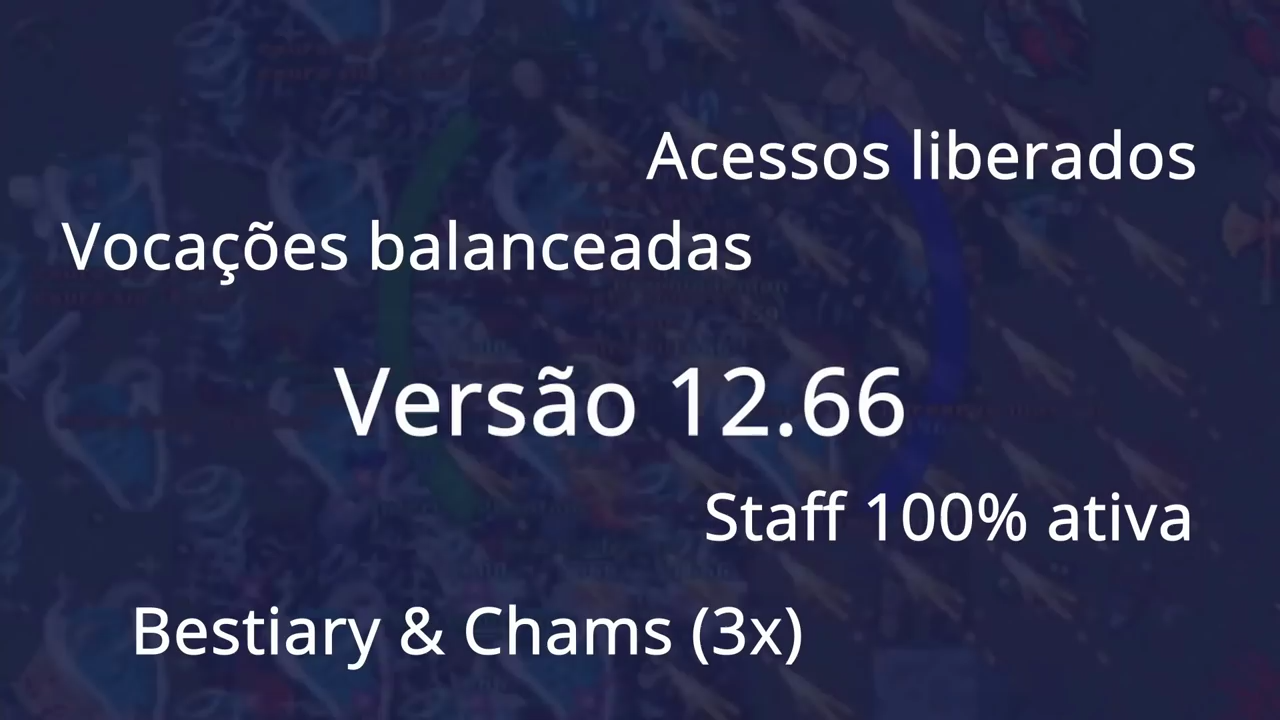 Acessos liberados
Vocações balanceadas
Versão 12.66
Staff 100% ativa
Bestiary & Chams (3x)